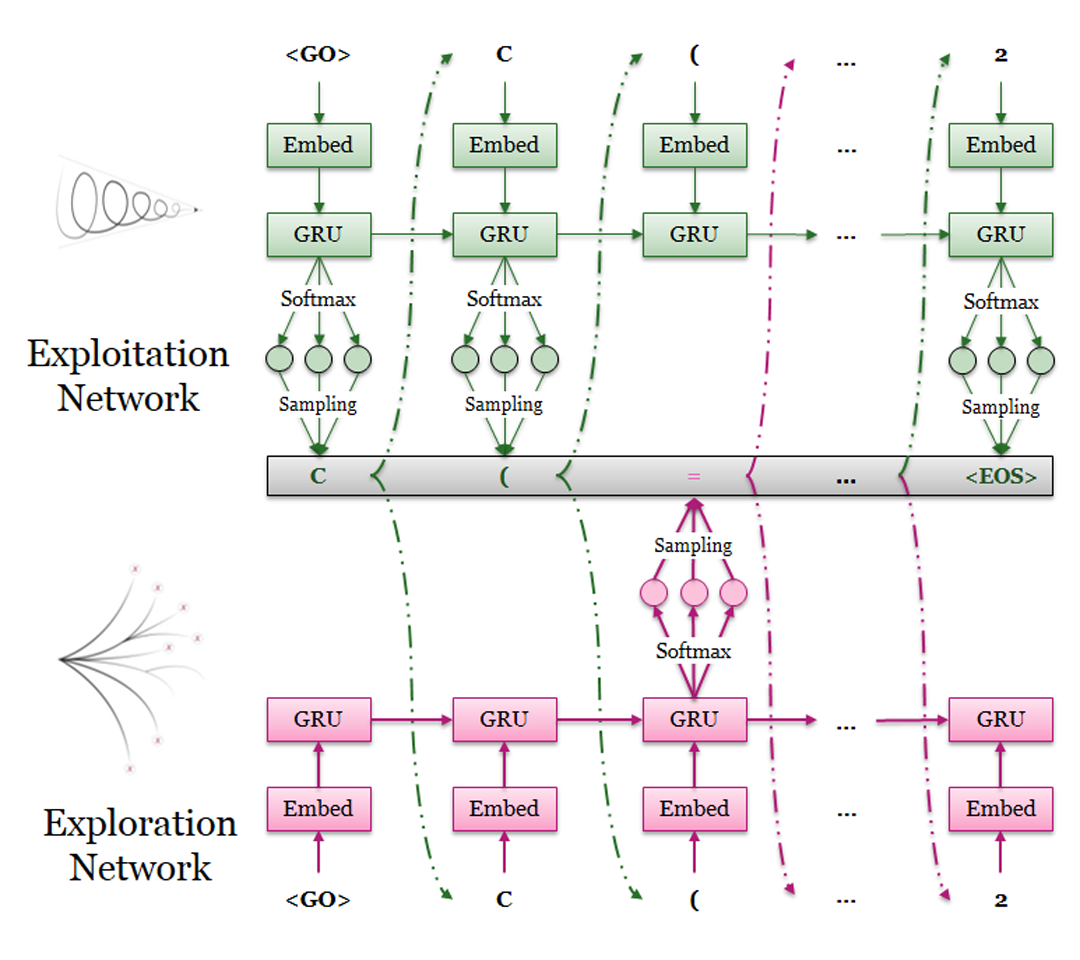 <GO> C ( ... 2
Embed Embed Embed ... Embed
GRU GRU GRU ... GRU
Softmax Softmax Softmax
Exploitation
Network
Sampling Sampling Sampling
C ( = ... <EOS>
Sampling
Softmax
x x x x x x x
GRU GRU GRU ... GRU
Embed Embed Embed ... Embed
Exploration
Network
<GO> C ( ... 2